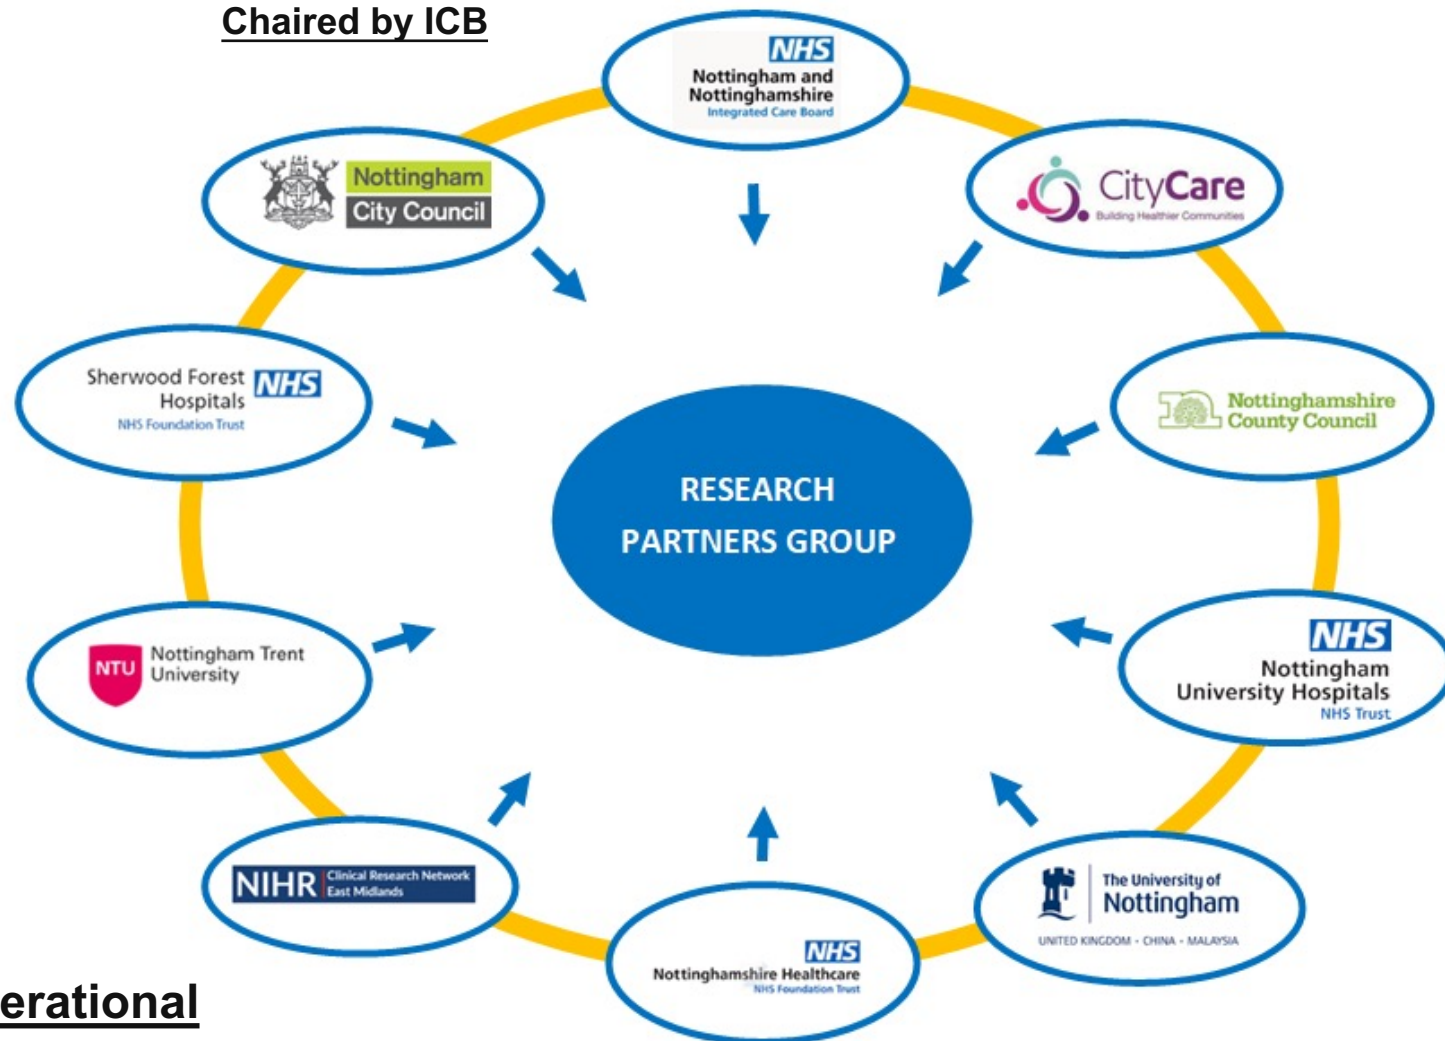 Chaired by ICB
NHS
Nottingham and
Nottinghamshire
Integrated Care Board
Nottingham
City Council
CityCare
Building Healthier Communities
Sherwood Forest NHS
Hospitals
NHS Foundation Trust
Nottinghamshire
County Council
RESEARCH
PARTNERS GROUP
NTU Nottingham Trent
University
NHS
Nottingham
University Hospitals
NHS Trust
NIHR Clinical Research Network
East Midlands
The University of
Nottingham
UNITED KINGDOM • CHINA • MALAYSIA
NHS
Nottinghamshire Healthcare
NHS Foundation Trust
erational